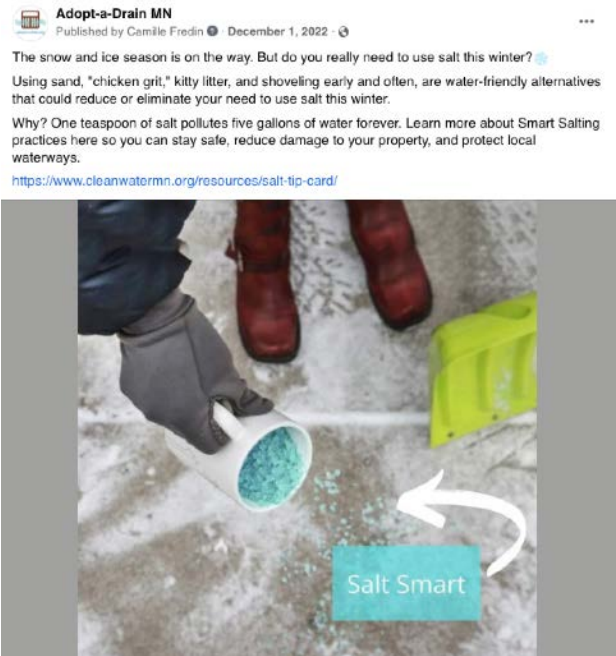 Adopt-a-Drain MN
Published by Camille Fredin · December 1, 2022 ·
The snow and ice season is on the way. But do you really need to use salt this winter?
Using sand, "chicken grit," kitty litter, and shoveling early and often, are water-friendly alternatives
that could reduce or eliminate your need to use salt this winter.
Why? One teaspoon of salt pollutes five gallons of water forever. Learn more about Smart Salting
practices here so you can stay safe, reduce damage to your property, and protect local
waterways.
https://www.cleanwatermn.org/resources/salt-tip-card/
Salt Smart